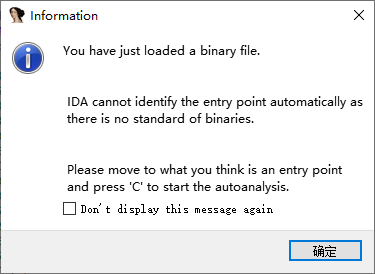 Information
You have just loaded a binary file.
IDA cannot identify the entry point automatically as
there is no standard of binaries.
Please move to what you think is an entry point
and press 'C' to start the autoanalysis.
Don't display this message again
确定